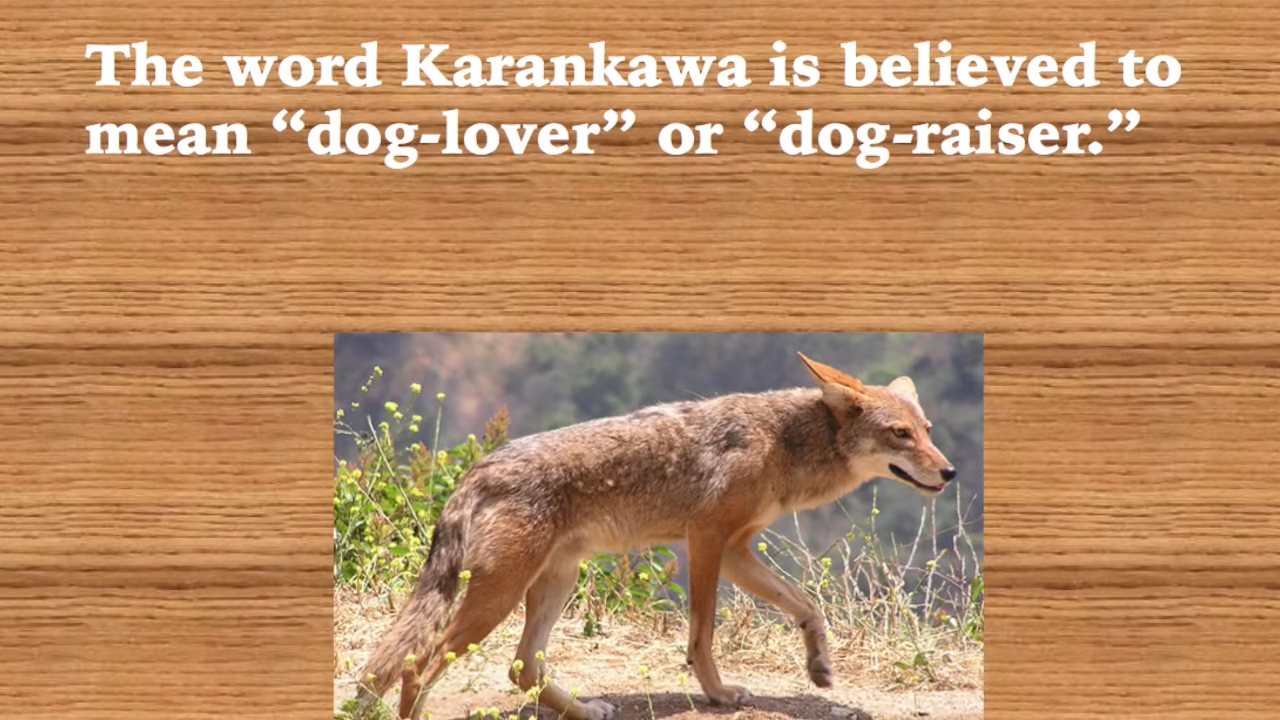 The word Karankawa is believed to
mean “dog-lover” or “dog-raiser.”